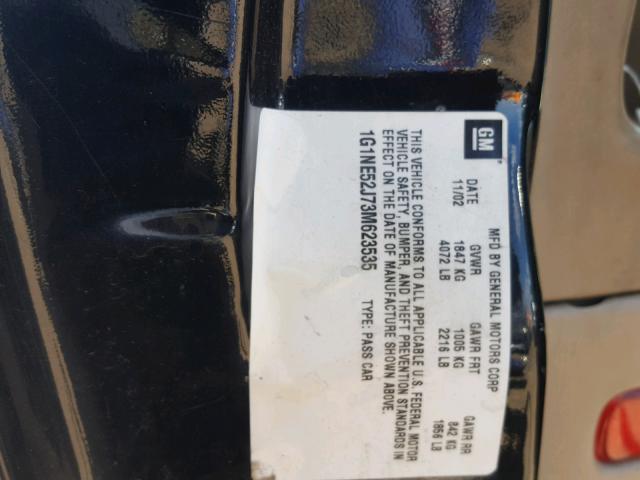 GM
MFD BY GENERAL MOTORS CORP
DATE GVWR GAWR FRT GAWR RR
11/02 1847 KG 1005 KG 842 KG
4072 LB 2216 LB 1856 LB
THIS VEHICLE CONFORMS TO ALL APPLICABLE U.S. FEDERAL MOTOR
VEHICLE SAFETY, BUMPER, AND THEFT PREVENTION STANDARDS IN
EFFECT ON THE DATE OF MANUFACTURE SHOWN ABOVE.
1G1NE52J73M623535 TYPE: PASS CAR